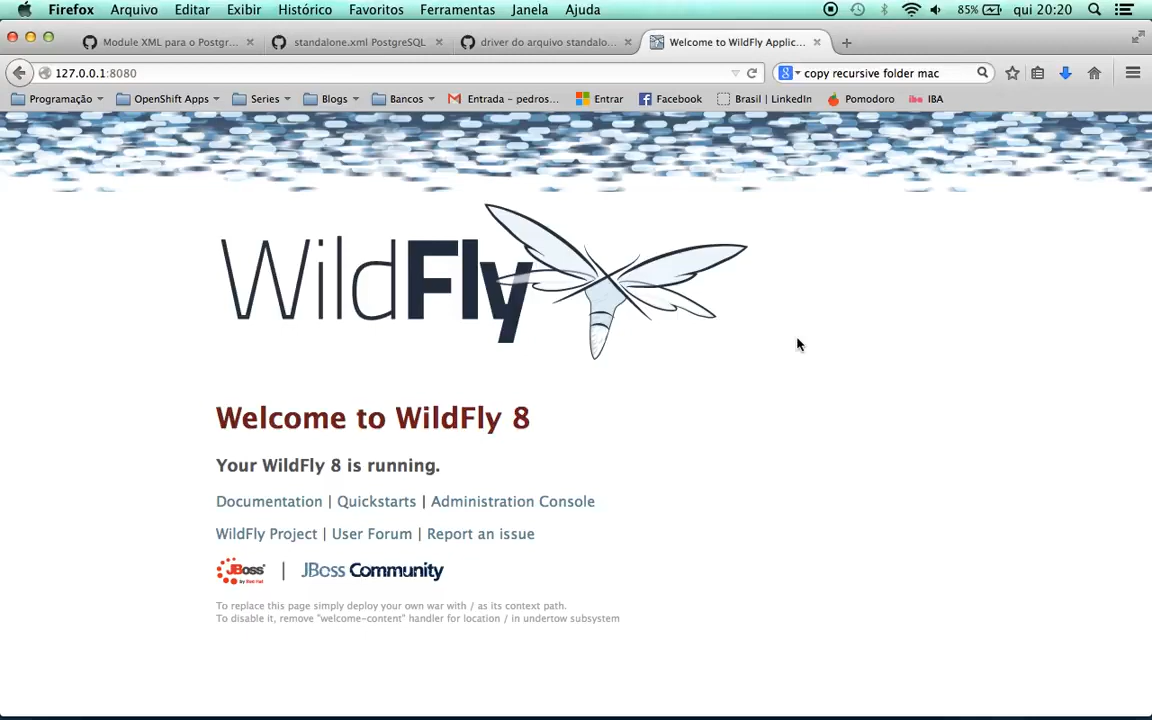 Firefox Arquivo Editar Exibir Histórico Favoritos Ferramentas Janela Ajuda 85% qui 20:20
Module XML para o Postgr... standalone.xml PostgreSQL driver do arquivo standalo... Welcome to WildFly Applic...
127.0.0.1:8080 copy recursive folder mac
Programação OpenShift Apps Series Blogs Bancos Entrada - pedros... Entrar Facebook Brasil | LinkedIn Pomodoro IBA
WildFly
Welcome to WildFly 8
Your WildFly 8 is running.
Documentation | Quickstarts | Administration Console
WildFly Project | User Forum | Report an issue
JBoss by Red Hat | JBoss Community
To replace this page simply deploy your own war with / as its context path.
To disable it, remove "welcome-content" handler for location / in undertow subsystem